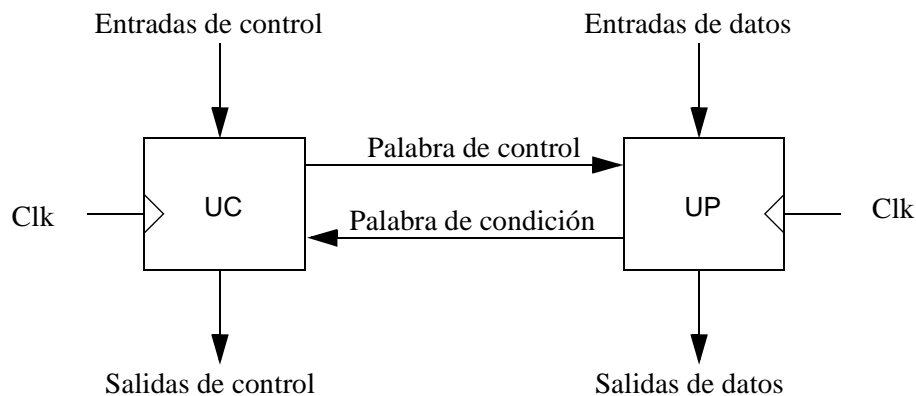 Entradas de control
Entradas de datos
Palabra de control
Clk
UC
UP
Clk
Palabra de condición
Salidas de control
Salidas de datos